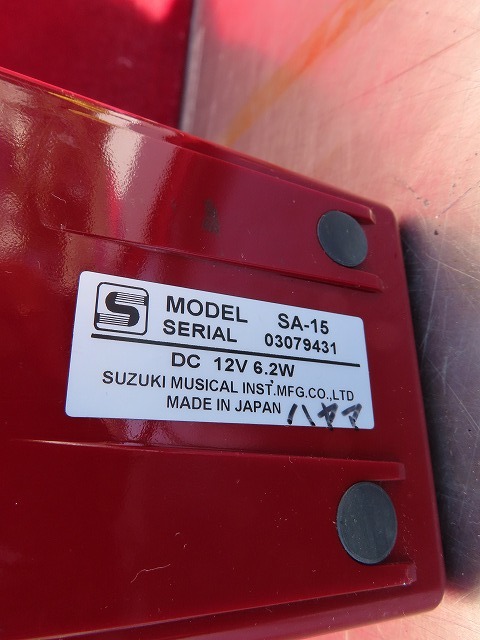 S
MODEL SA-15
SERIAL 03079431
DC 12V 6.2W
SUZUKI MUSICAL INST.MFG.CO.,LTD
MADE IN JAPAN ハヤマ